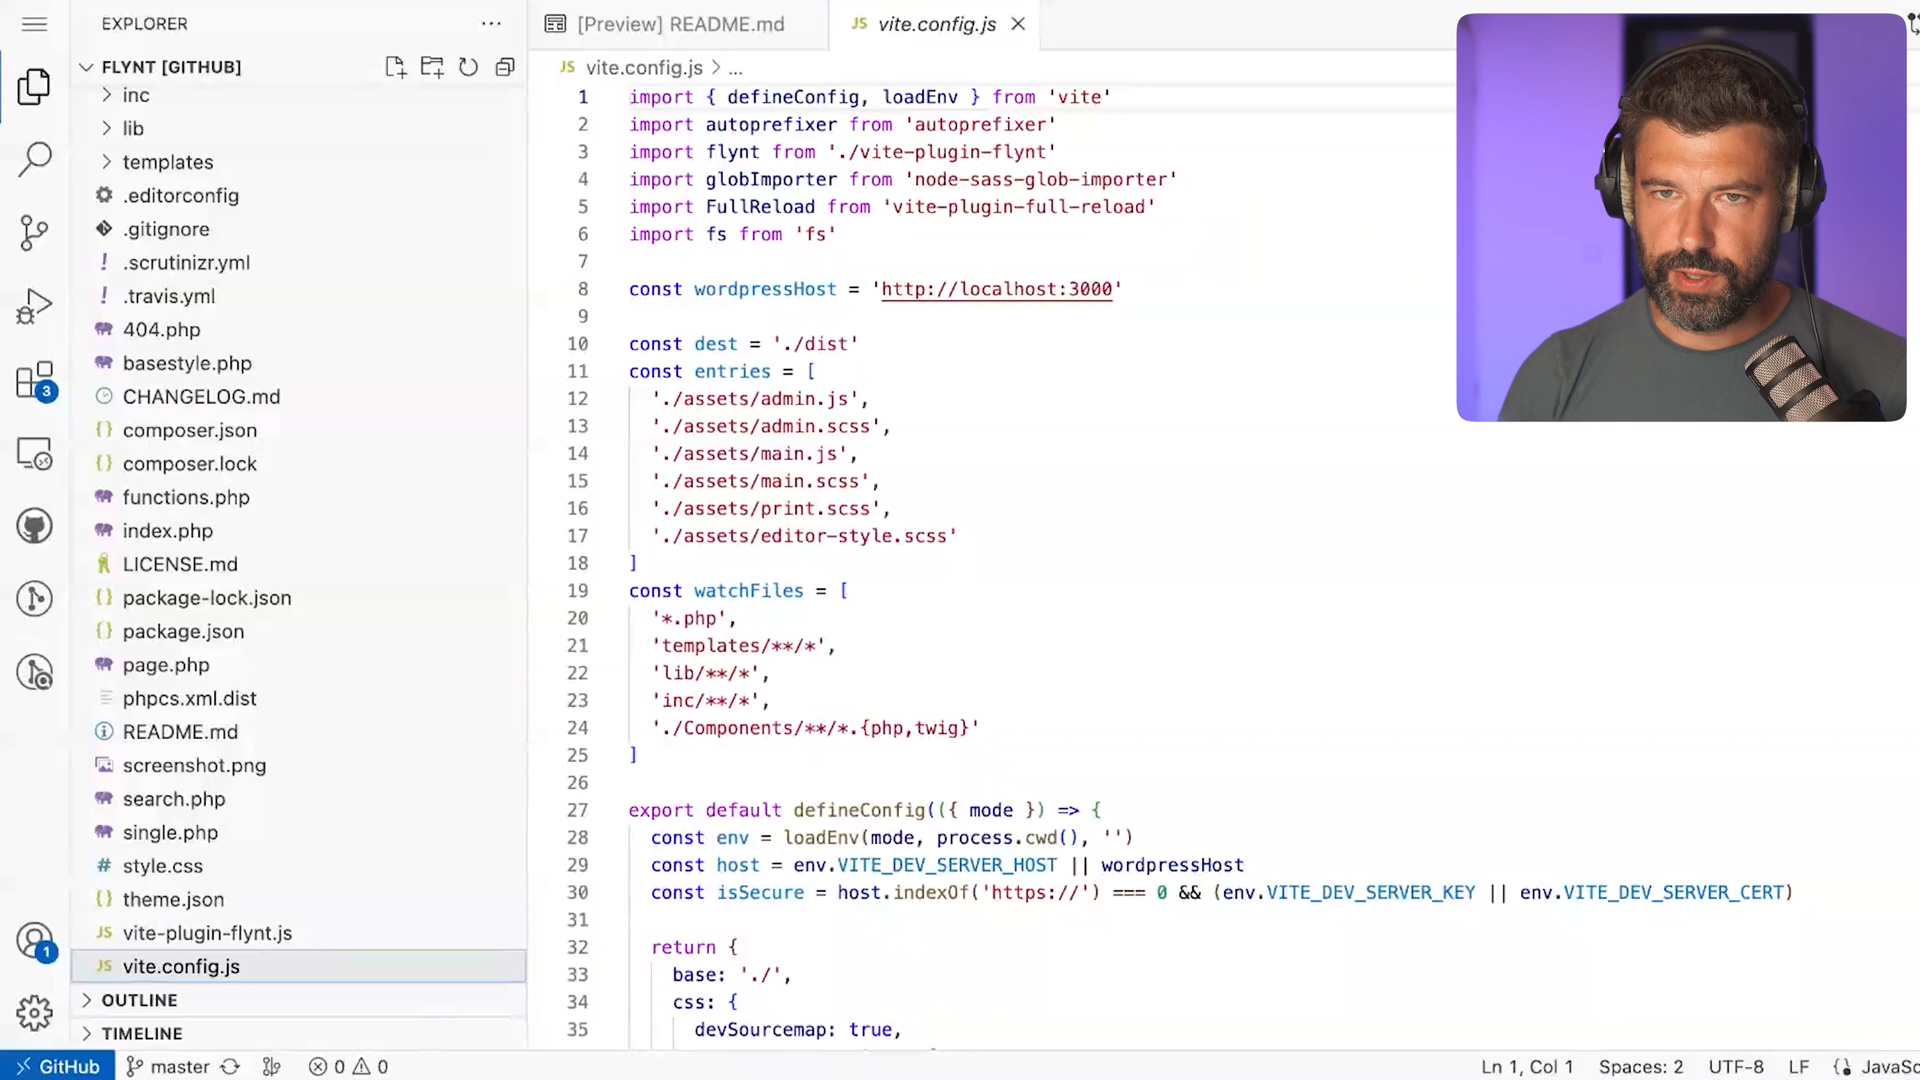 EXPLORER
FLYNT [GITHUB]
inc
lib
templates
.editorconfig
.gitignore
.scrutinizr.yml
.travis.yml
404.php
basestyle.php
CHANGELOG.md
composer.json
composer.lock
functions.php
index.php
LICENSE.md
package-lock.json
package.json
page.php
phpcs.xml.dist
README.md
screenshot.png
search.php
single.php
style.css
theme.json
JS vite-plugin-flynt.js
JS vite.config.js
OUTLINE
TIMELINE
3
1
[Preview] README.md
JS vite.config.js
JS vite.config.js > ...
1 import { defineConfig, loadEnv } from 'vite'
2 import autoprefixer from 'autoprefixer'
3 import flynt from './vite-plugin-flynt'
4 import globImporter from 'node-sass-glob-importer'
5 import FullReload from 'vite-plugin-full-reload'
6 import fs from 'fs'
7
8 const wordpressHost = 'http://localhost:3000'
9
10 const dest = './dist'
11 const entries = [
12 './assets/admin.js',
13 './assets/admin.scss',
14 './assets/main.js',
15 './assets/main.scss',
16 './assets/print.scss',
17 './assets/editor-style.scss'
18 ]
19 const watchFiles = [
20 '*.php',
21 'templates/**/*',
22 'lib/**/*',
23 'inc/**/*',
24 './Components/**/*.{php,twig}'
25 ]
26
27 export default defineConfig(({ mode }) => {
28 const env = loadEnv(mode, process.cwd(), '')
29 const host = env.VITE_DEV_SERVER_HOST || wordpressHost
30 const isSecure = host.indexOf('https://') === 0 && (env.VITE_DEV_SERVER_KEY || env.VITE_DEV_SERVER_CERT)
31
32 return {
33 base: './',
34 css: {
35 devSourcemap: true,
GitHub master 0 0
Ln 1, Col 1 Spaces: 2 UTF-8 LF {} JavaSc